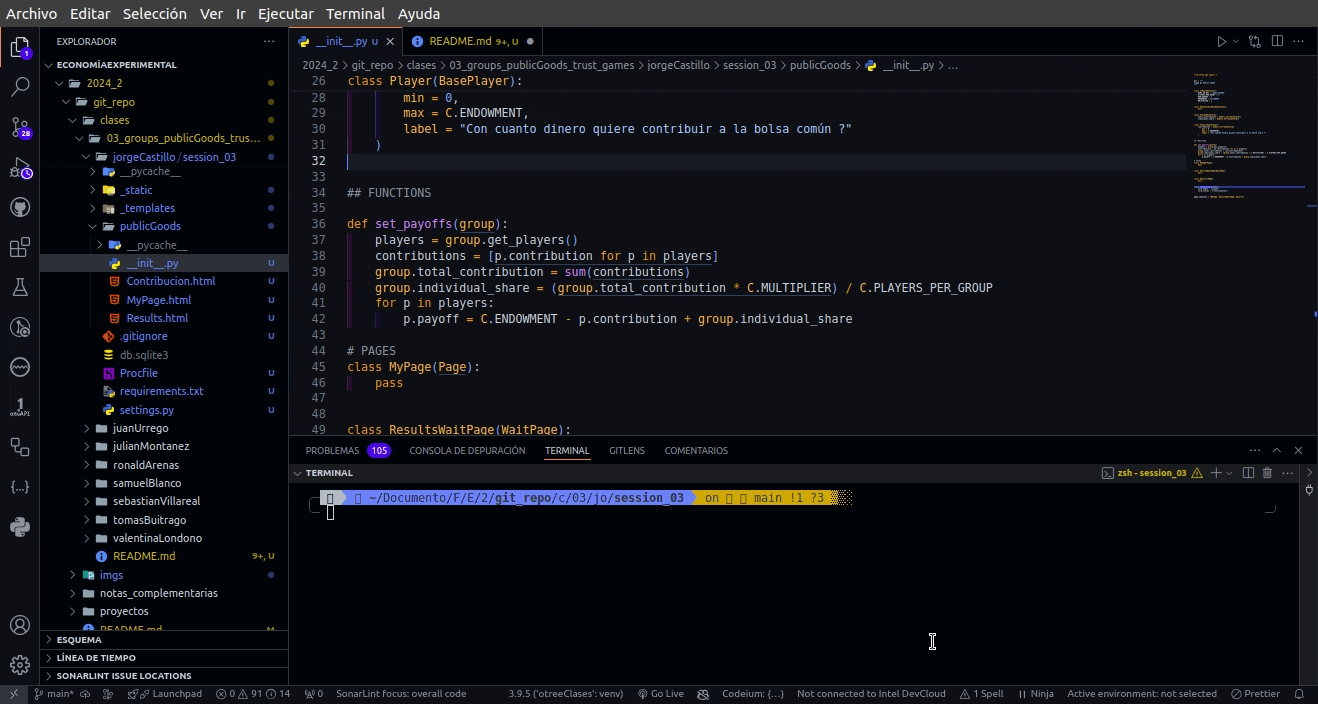 Archivo Editar Selección Ver Ir Ejecutar Terminal Ayuda
EXPLORADOR
ECONOMÍAEXPERIMENTAL
2024_2
git_repo
clases
03_groups_publicGoods_trus...
jorgeCastillo / session_03
__pycache__
_static
_templates
publicGoods
__pycache__
__init__.py U
Contribucion.html U
MyPage.html U
Results.html U
.gitignore U
db.sqlite3
Procfile U
requirements.txt U
settings.py U
juanUrrego
julianMontanez
ronaldArenas
samuelBlanco
sebastianVillareal
tomasBuitrago
valentinaLondono
README.md 9+, U
imgs
notas_complementarias
proyectos
README.md M
ESQUEMA
LÍNEA DE TIEMPO
SONARLINT ISSUE LOCATIONS
1
28
1
oneAPI
__init__.py U
README.md 9+, U
2024_2 > git_repo > clases > 03_groups_publicGoods_trust_games > jorgeCastillo > session_03 > publicGoods > __init__.py > ...
26 class Player(BasePlayer):
28 min = 0,
29 max = C.ENDOWMENT,
30 label = "Con cuanto dinero quiere contribuir a la bolsa común ?"
31 )
32
33
34 ## FUNCTIONS
35
36 def set_payoffs(group):
37 players = group.get_players()
38 contributions = [p.contribution for p in players]
39 group.total_contribution = sum(contributions)
40 group.individual_share = (group.total_contribution * C.MULTIPLIER) / C.PLAYERS_PER_GROUP
41 for p in players:
42 p.payoff = C.ENDOWMENT - p.contribution + group.individual_share
43
44 # PAGES
45 class MyPage(Page):
46 pass
47
48
49 class ResultsWaitPage(WaitPage):
PROBLEMAS 105 CONSOLA DE DEPURACIÓN TERMINAL GITLENS COMENTARIOS
TERMINAL
zsh - session_03
~/Documento/F/E/2/git_repo/c/03/jo/session_03 on main !1 ?3
main* Launchpad 0 91 14 0 SonarLint focus: overall code 3.9.5 ('otreeClases': venv) Go Live Codeium: {...} Not connected to Intel DevCloud 1 Spell Ninja Active environment: not selected Prettier